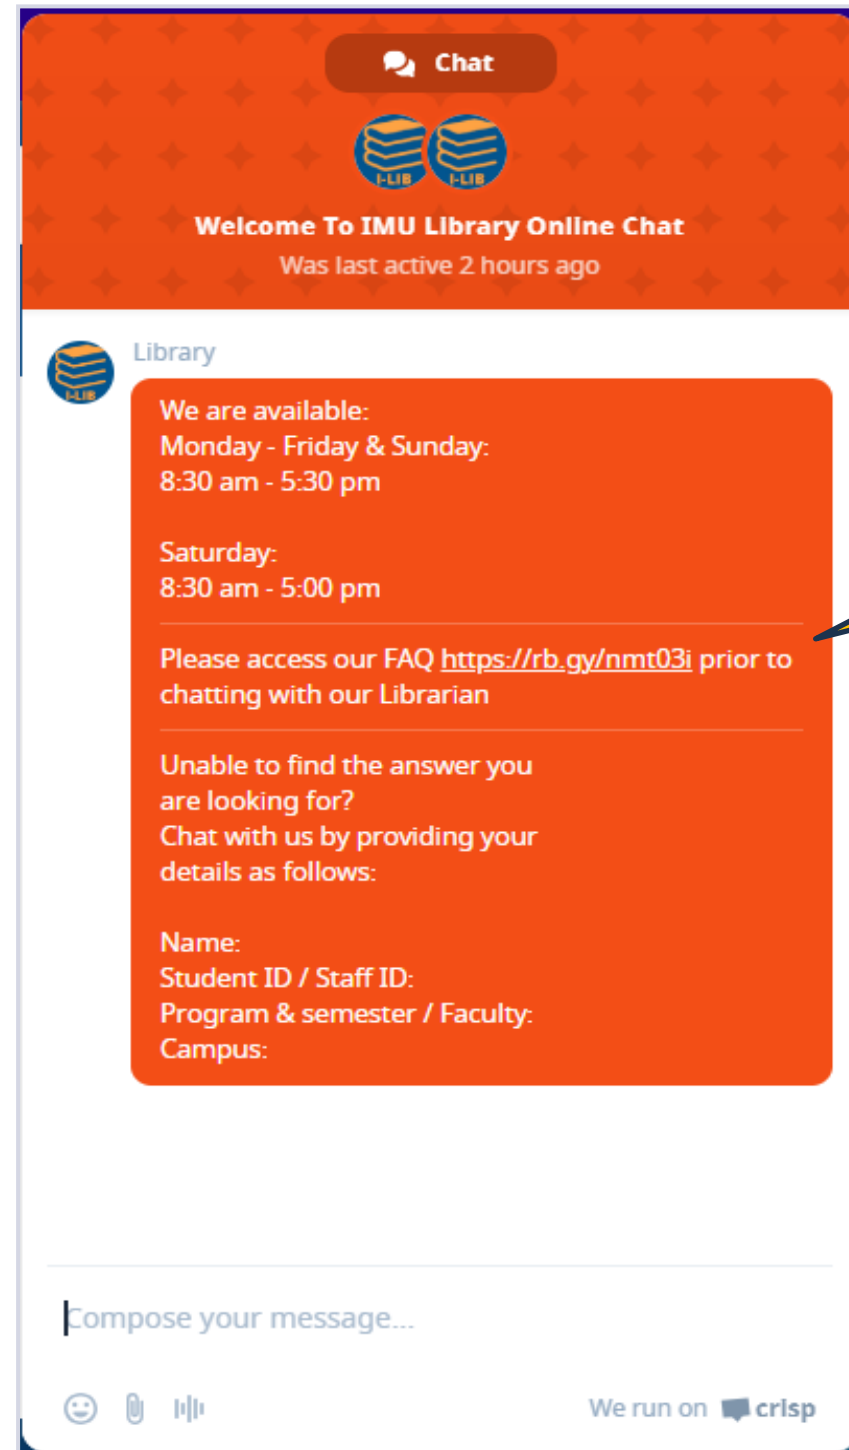 Chat
I-LIB I-LIB
Welcome To IMU Library Online Chat
Was last active 2 hours ago
Library
I-LIB
We are available:
Monday - Friday & Sunday:
8:30 am - 5:30 pm
Saturday:
8:30 am - 5:00 pm
Please access our FAQ https://rb.gy/nmt03i prior to
chatting with our Librarian
Unable to find the answer you
are looking for?
Chat with us by providing your
details as follows:
Name:
Student ID / Staff ID:
Program & semester / Faculty:
Campus:
Compose your message...
We run on crisp